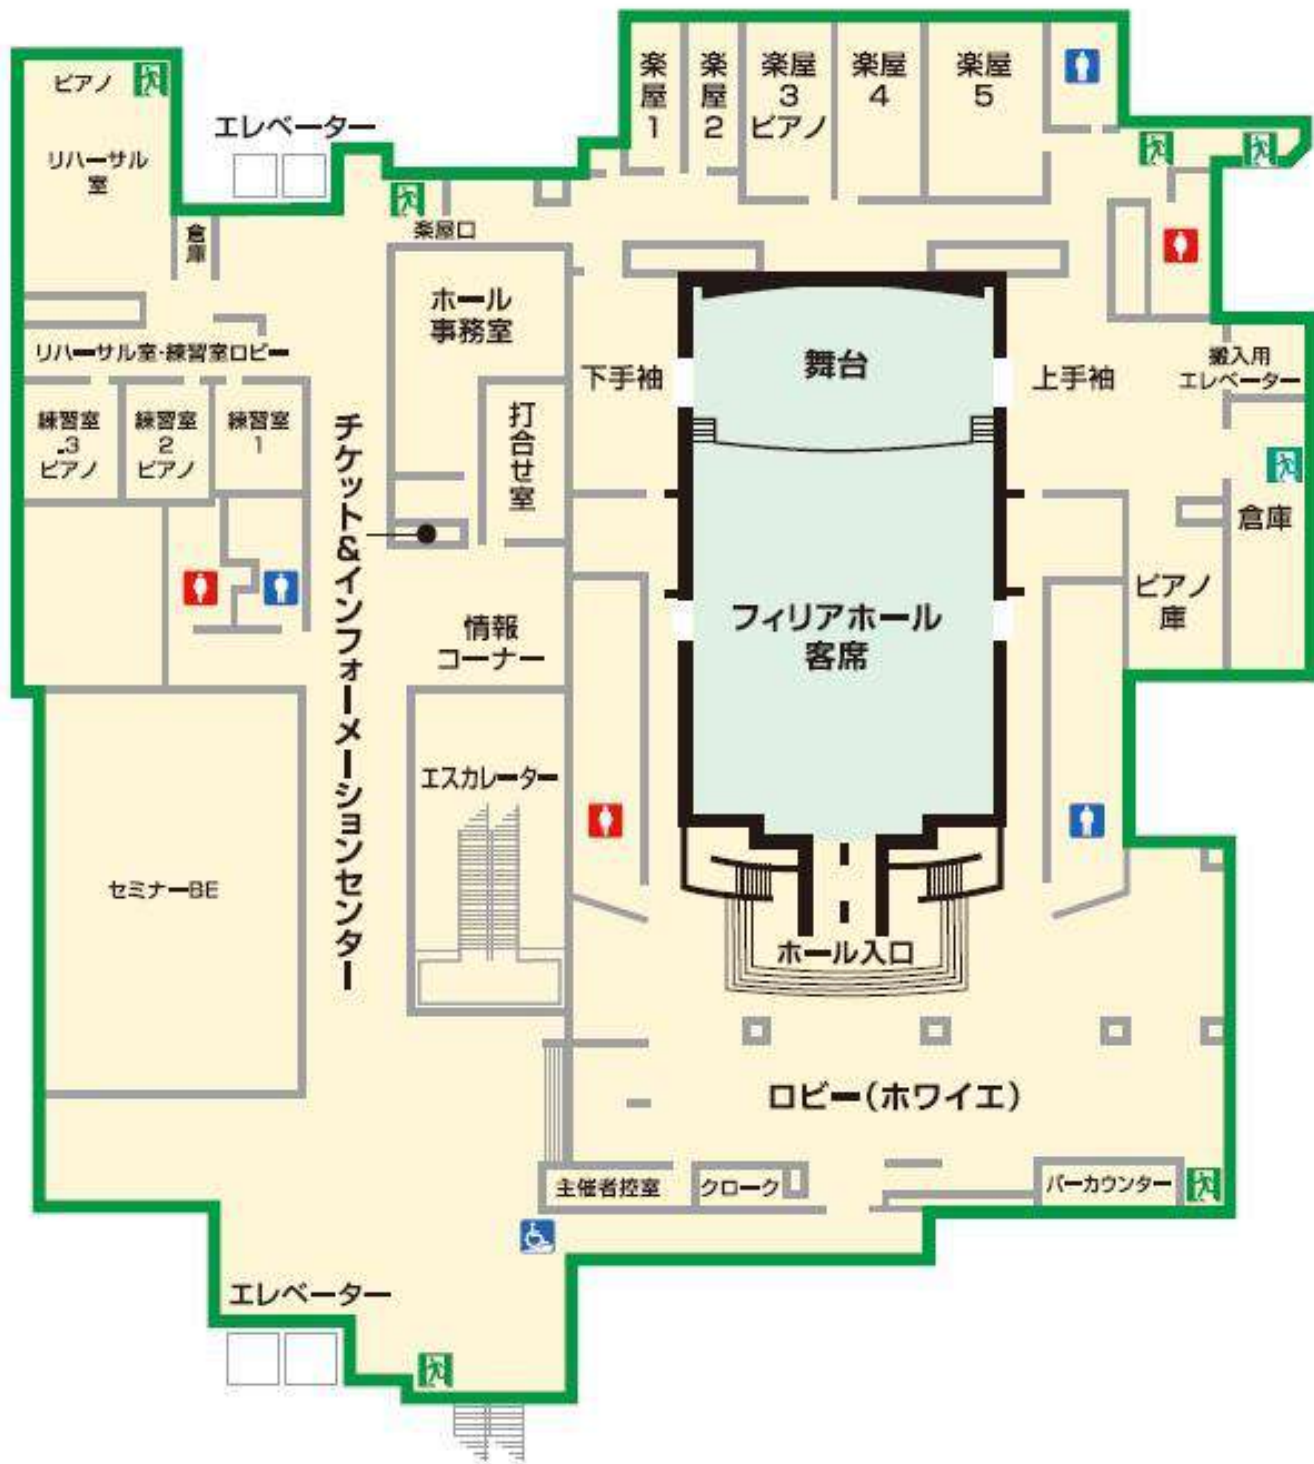 楽屋
1
楽屋
2
楽屋
3
ピアノ
楽屋
4
楽屋
5
ピアノ
リハーサル
室
エレベーター
倉庫
楽屋口
ホール
事務室
リハーサル室・練習室ロビー
下手袖
舞台
上手袖
搬入用
エレベーター
練習室
3
ピアノ
練習室
2
ピアノ
練習室
1
チケット&インフォーメーションセンター
打合せ室
倉庫
ピアノ
庫
フィリアホール
客席
情報
コーナー
エスカレーター
セミナーBE
ホール入口
ロビー(ホワイエ)
主催者控室
クローク
バーカウンター
エレベーター